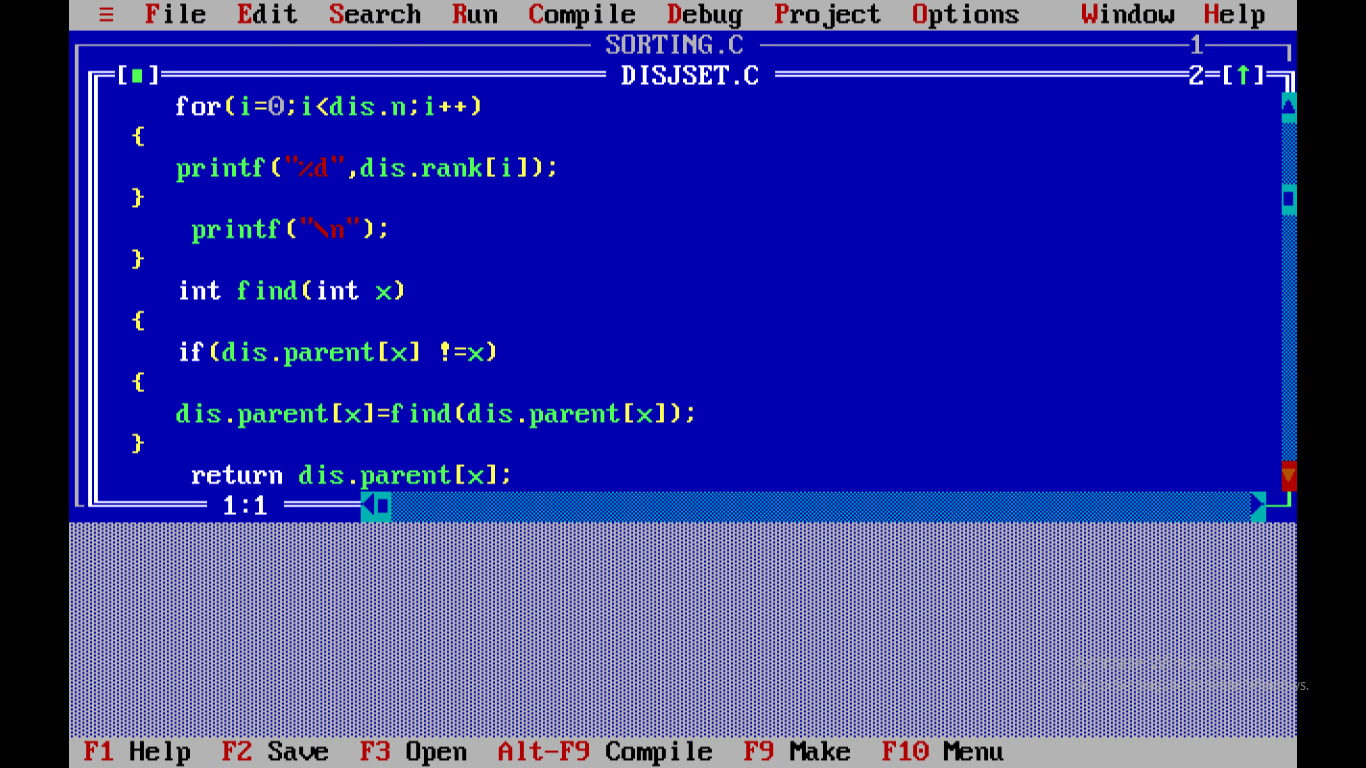 ≡ File Edit Search Run Compile Debug Project Options Window Help
SORTING.C 1
[■] DISJSET.C 2=[↑]
for(i=0;i<dis.n;i++)
{
printf("%d",dis.rank[i]);
}
printf("\n");
}
int find(int x)
{
if(dis.parent[x] !=x)
{
dis.parent[x]=find(dis.parent[x]);
}
return dis.parent[x];
1:1
F1 Help F2 Save F3 Open Alt-F9 Compile F9 Make F10 Menu